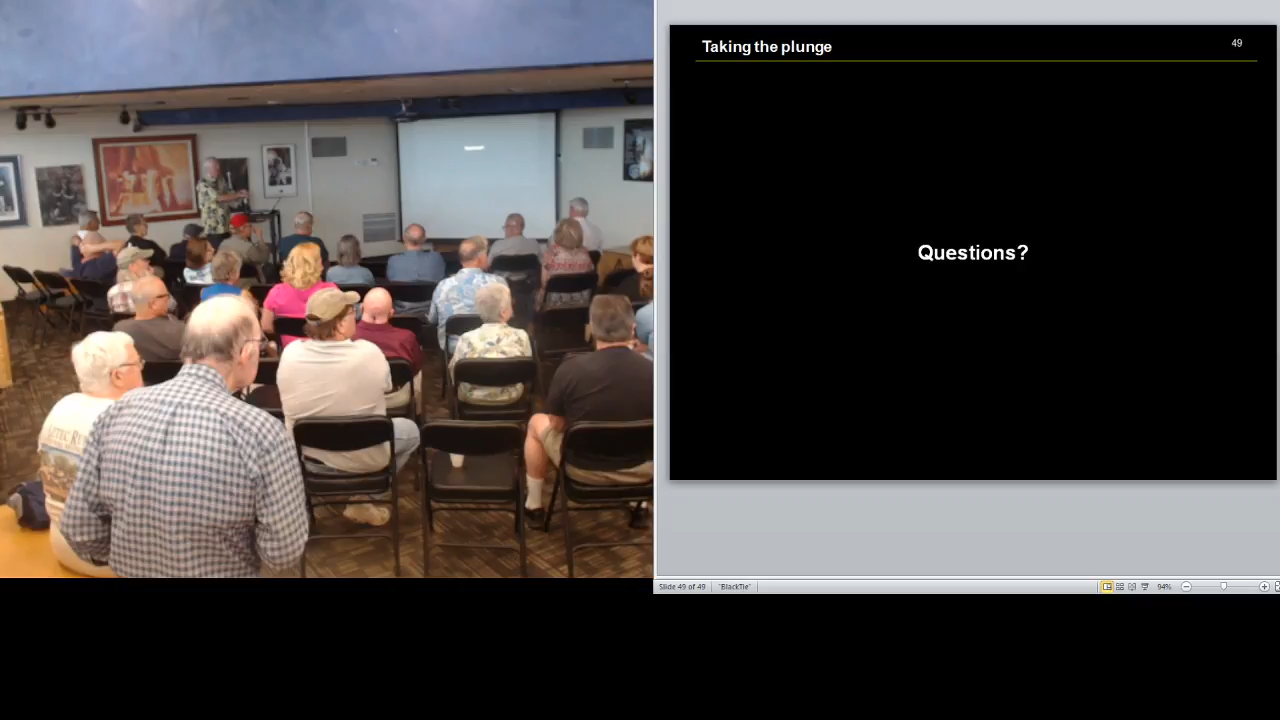 Taking the plunge
49
Questions?
Slide 49 of 49
"BlackTie"
94%